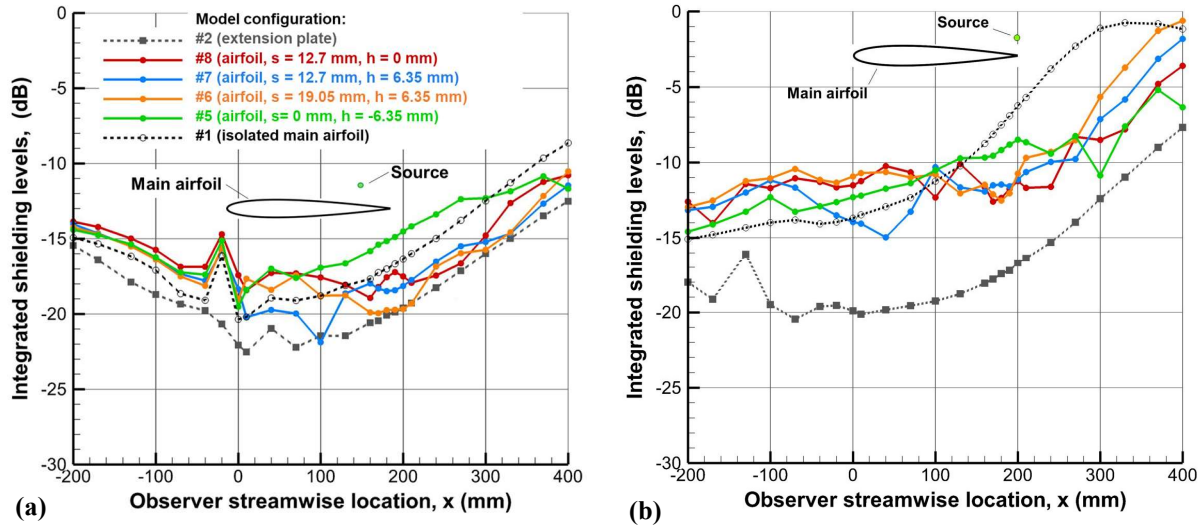 Model configuration:
#2 (extension plate)
#8 (airfoil, s = 12.7 mm, h = 0 mm)
#7 (airfoil, s = 12.7 mm, h = 6.35 mm)
#6 (airfoil, s = 19.05 mm, h = 6.35 mm)
#5 (airfoil, s= 0 mm, h = -6.35 mm)
#1 (isolated main airfoil)
Main airfoil
Source
Integrated shielding levels, (dB)
0
-5
-10
-15
-20
-25
-30
-200
-100
0
100
200
300
400
Observer streamwise location, x (mm)
(a)
Source
Main airfoil
Integrated shielding levels, (dB)
0
-5
-10
-15
-20
-25
-30
-200
-100
0
100
200
300
400
Observer streamwise location, x (mm)
(b)